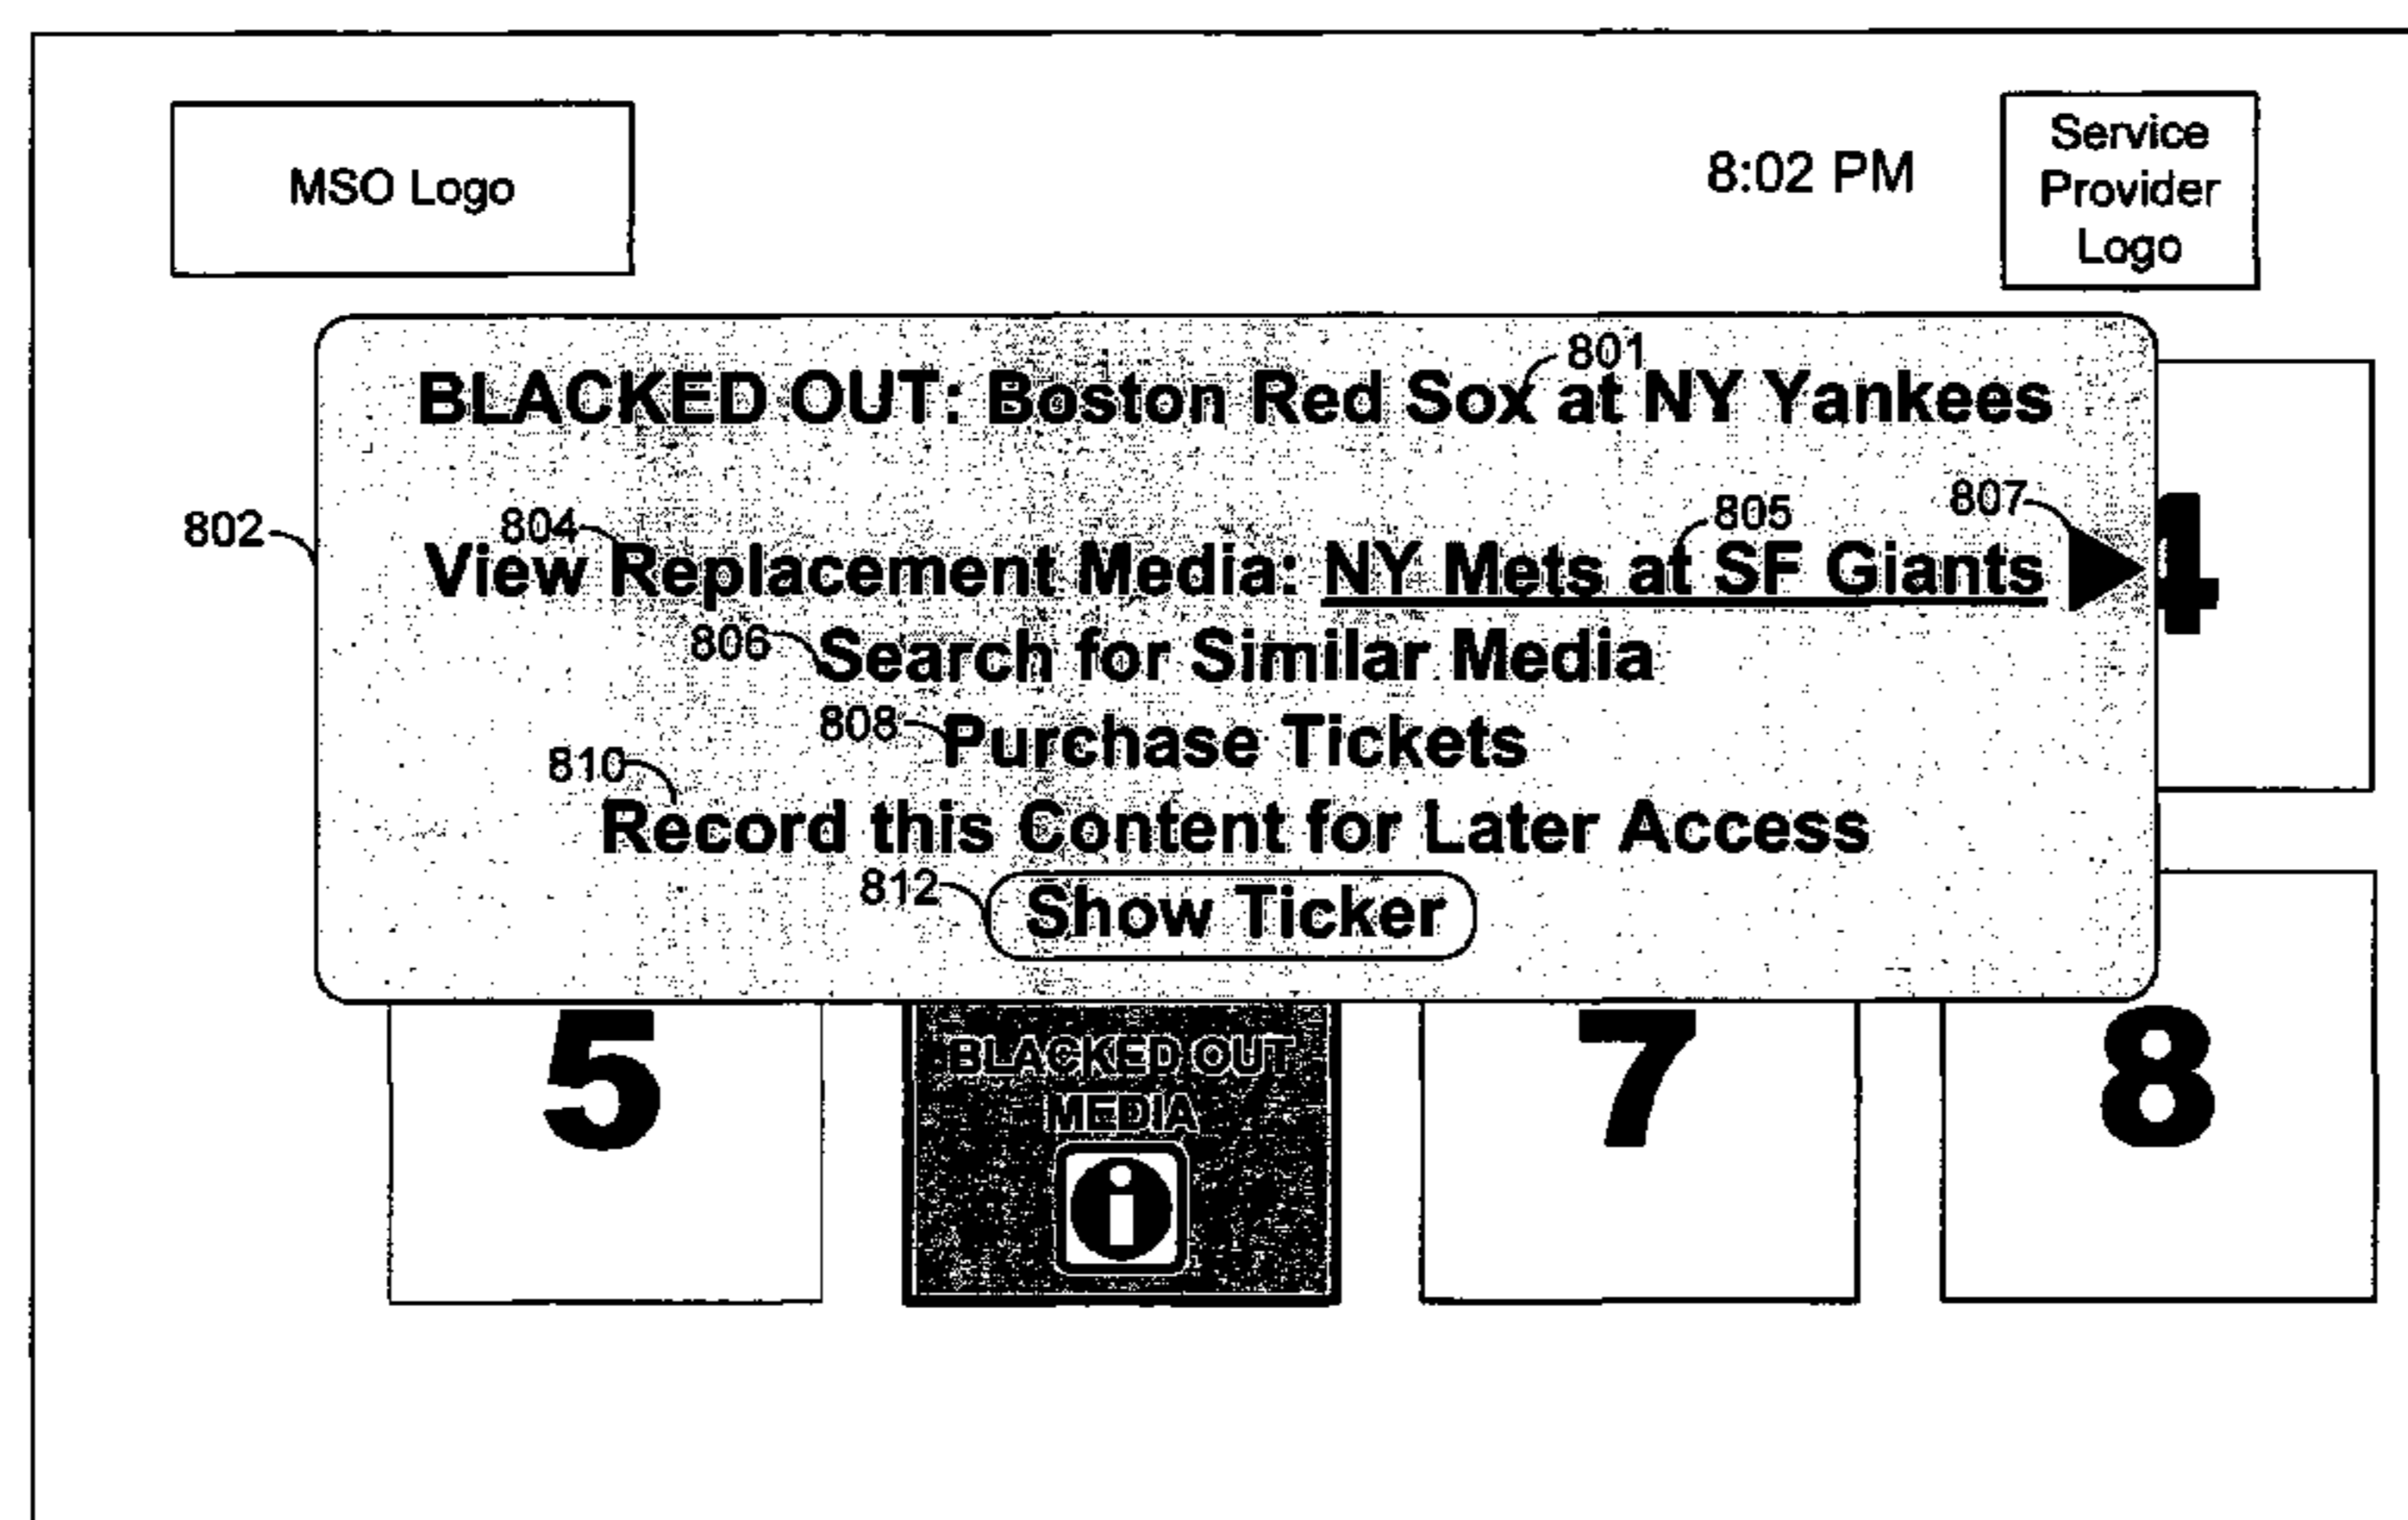 MSO Logo
8:02 PM
Service
Provider
Logo
801
BLACKED OUT: Boston Red Sox at NY Yankees
802
804
805
807
View Replacement Media: NY Mets at SF Giants
4
806
Search for Similar Media
808
Purchase Tickets
810
Record this Content for Later Access
812
Show Ticker
5
BLACKED OUT
MEDIA
i
7
8